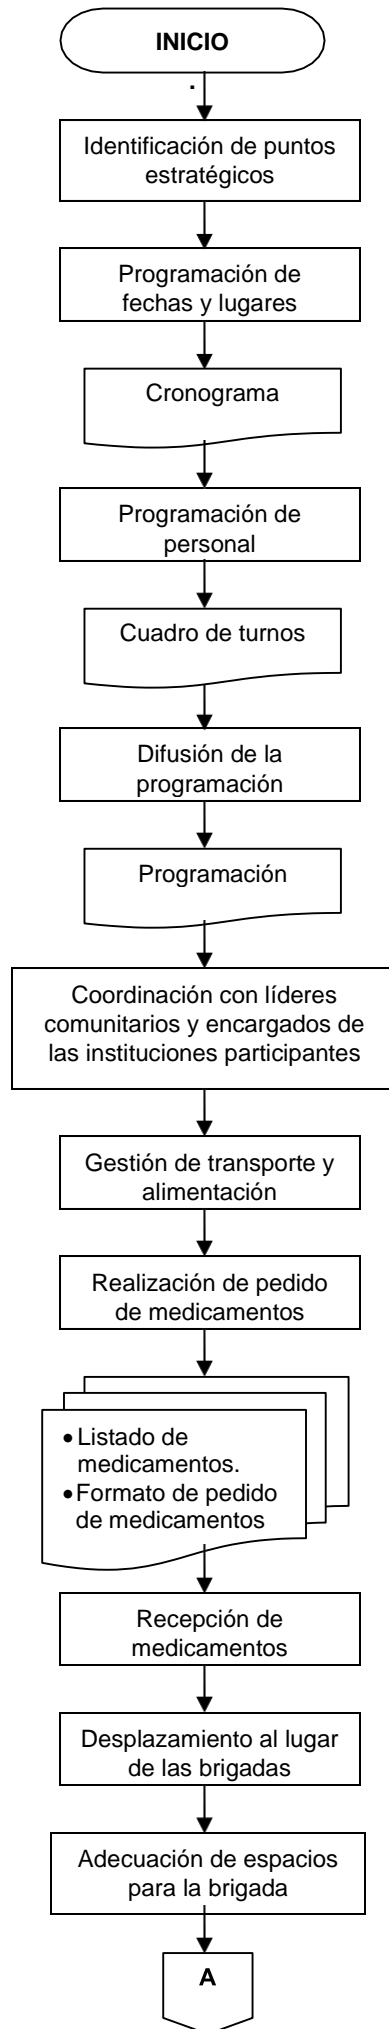 INICIO
.
Identificación de puntos
estratégicos
Programación de
fechas y lugares
Cronograma
Programación de
personal
Cuadro de turnos
Difusión de la
programación
Programación
Coordinación con líderes
comunitarios y encargados de
las instituciones participantes
Gestión de transporte y
alimentación
Realización de pedido
de medicamentos
•Listado de
medicamentos.
•Formato de pedido
de medicamentos
Recepción de
medicamentos
Desplazamiento al lugar
de las brigadas
Adecuación de espacios
para la brigada
A